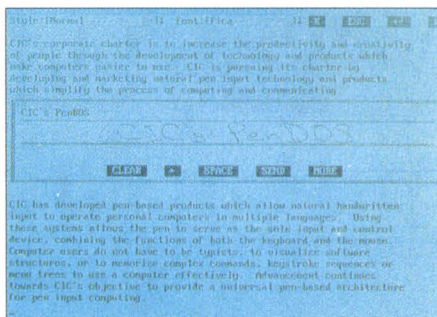 Style:[Normal ]↓ Font:[Pica ]↓ X ESC
CIC's corporate charter is to increase the productivity and creativity
of people through the development of technology and products which
make computers easier to use. CIC is pursuing its charter by
developing and marketing natural pen input technology and products
which simplify the process of computing and communicating.
CIC's PenDOS
CLEAR SPACE SEND MORE
CIC has developed pen-based products which allow natural handwritten
input to operate personal computers in multiple languages. Using
these systems allows the pen to serve as the sole input and control
device, combining the functions of both the keyboard and the mouse.
Computer users do not have to be typists, to visualize software
structures, or to memorize complex commands, keystroke sequences or
menu trees to use a computer effectively. Advancement continues
towards CIC's objective to provide a universal pen-based architecture
for pen input computing.